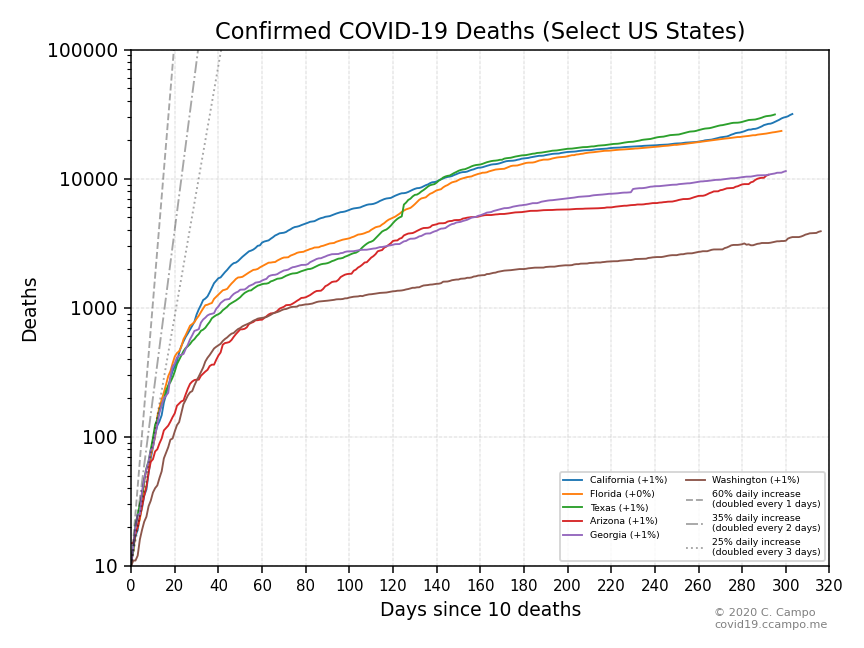 Confirmed COVID-19 Deaths (Select US States)
100000
10000
1000
100
10
Deaths
0 20 40 60 80 100 120 140 160 180 200 220 240 260 280 300 320
Days since 10 deaths
California (+1%)
Florida (+0%)
Texas (+1%)
Arizona (+1%)
Georgia (+1%)
Washington (+1%)
60% daily increase
(doubled every 1 days)
35% daily increase
(doubled every 2 days)
25% daily increase
(doubled every 3 days)
© 2020 C. Campo
covid19.ccampo.me